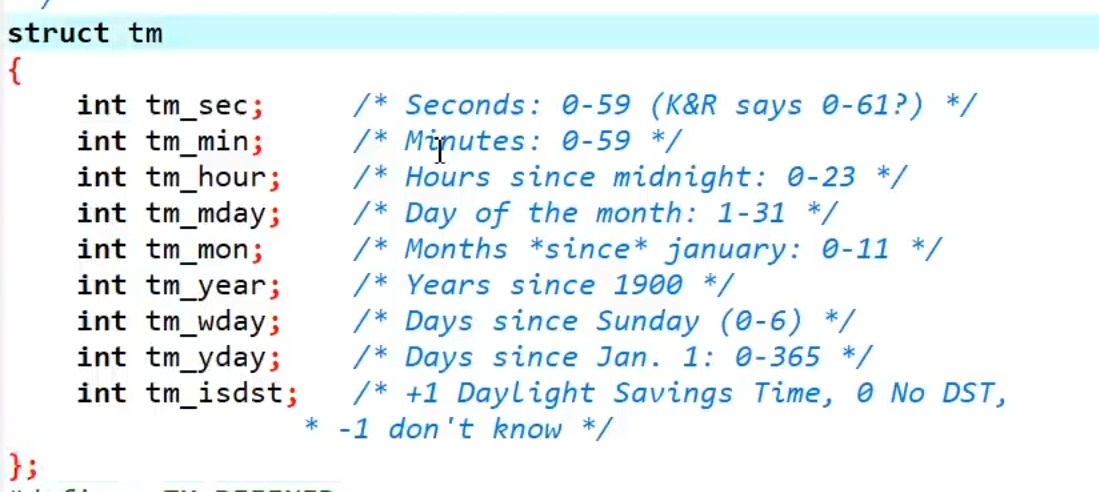 struct tm
{
int tm_sec; /* Seconds: 0-59 (K&R says 0-61?) */
int tm_min; /* Minutes: 0-59 */
int tm_hour; /* Hours since midnight: 0-23 */
int tm_mday; /* Day of the month: 1-31 */
int tm_mon; /* Months *since* january: 0-11 */
int tm_year; /* Years since 1900 */
int tm_wday; /* Days since Sunday (0-6) */
int tm_yday; /* Days since Jan. 1: 0-365 */
int tm_isdst; /* +1 Daylight Savings Time, 0 No DST,
* -1 don't know */
};